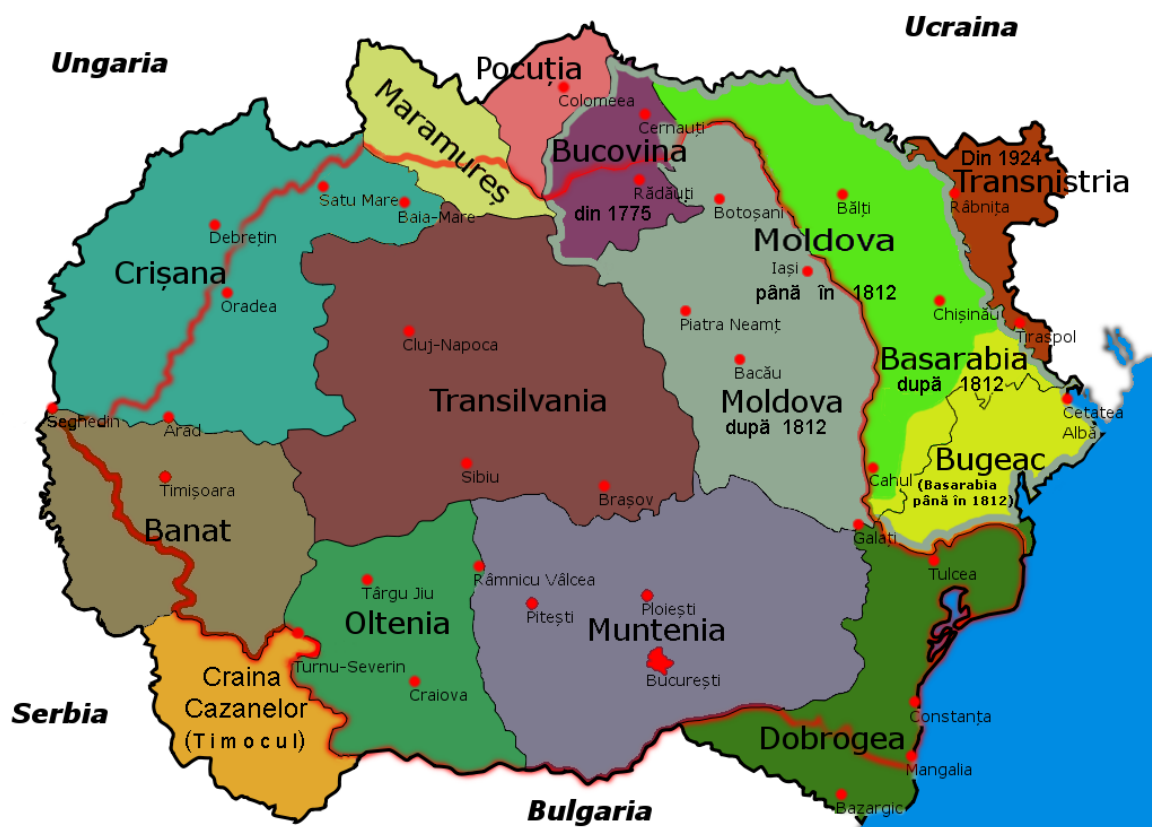 Ucraina
Ungaria
Pocuția
Colomeea
Maramureș
Cernauți
Bucovina
Din 1924
Transnistria
Rădăuți
din 1775
Satu Mare
Baia-Mare
Botoșani
Bălți
Râbnița
Debrețin
Moldova
Crișana
Iași
până în 1812
Oradea
Chișinău
Piatra Neamț
Tiraspol
Cluj-Napoca
Basarabia
după 1812
Bacău
Transilvania
Moldova
după 1812
Seghedin
Arad
Cetatea
Albă
Bugeac
(Basarabia
până în 1812)
Cahul
Timișoara
Sibiu
Brașov
Banat
Galați
Tulcea
Râmnicu Vâlcea
Târgu Jiu
Pitești
Ploiești
Oltenia
Muntenia
Turnu-Severin
București
Craina
Cazanelor
(Timocul)
Craiova
Serbia
Constanța
Dobrogea
Mangalia
Bazargic
Bulgaria